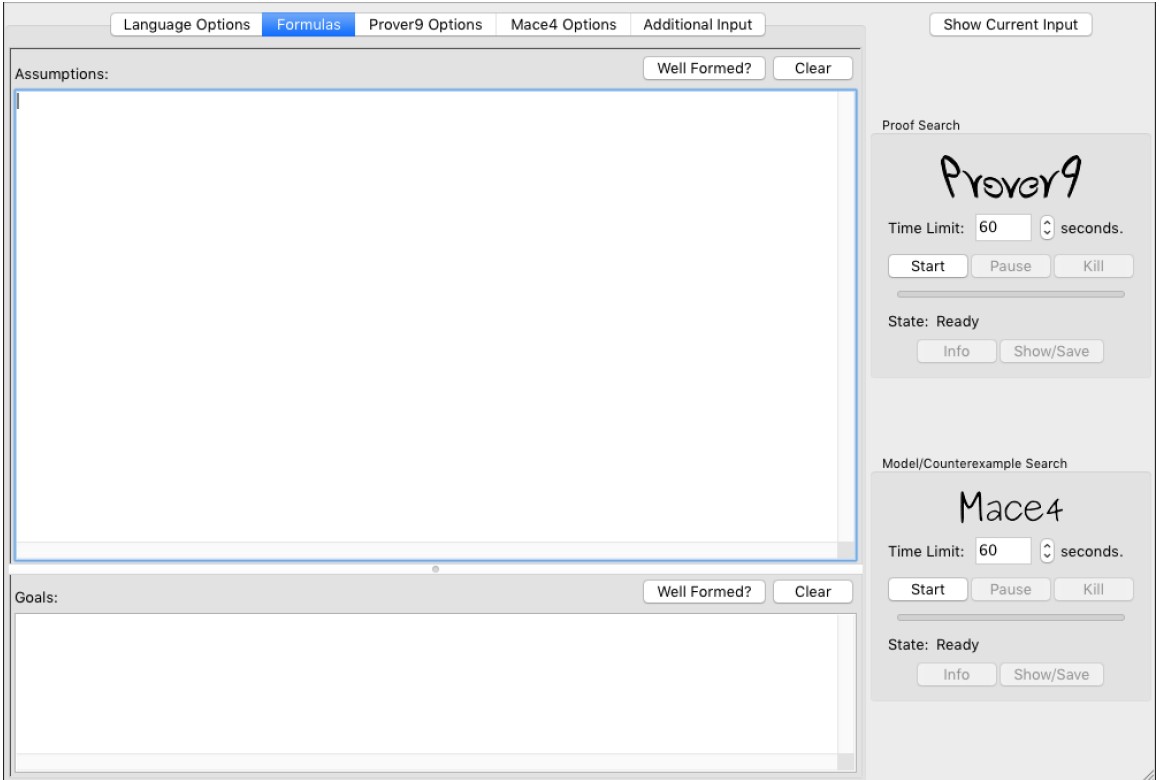 Language Options Formulas Prover9 Options Mace4 Options Additional Input
Show Current Input
Assumptions:
Well Formed? Clear
Goals:
Well Formed? Clear
Proof Search
Prover9
Time Limit: 60 seconds.
Start Pause Kill
State: Ready
Info Show/Save
Model/Counterexample Search
Mace4
Time Limit: 60 seconds.
Start Pause Kill
State: Ready
Info Show/Save